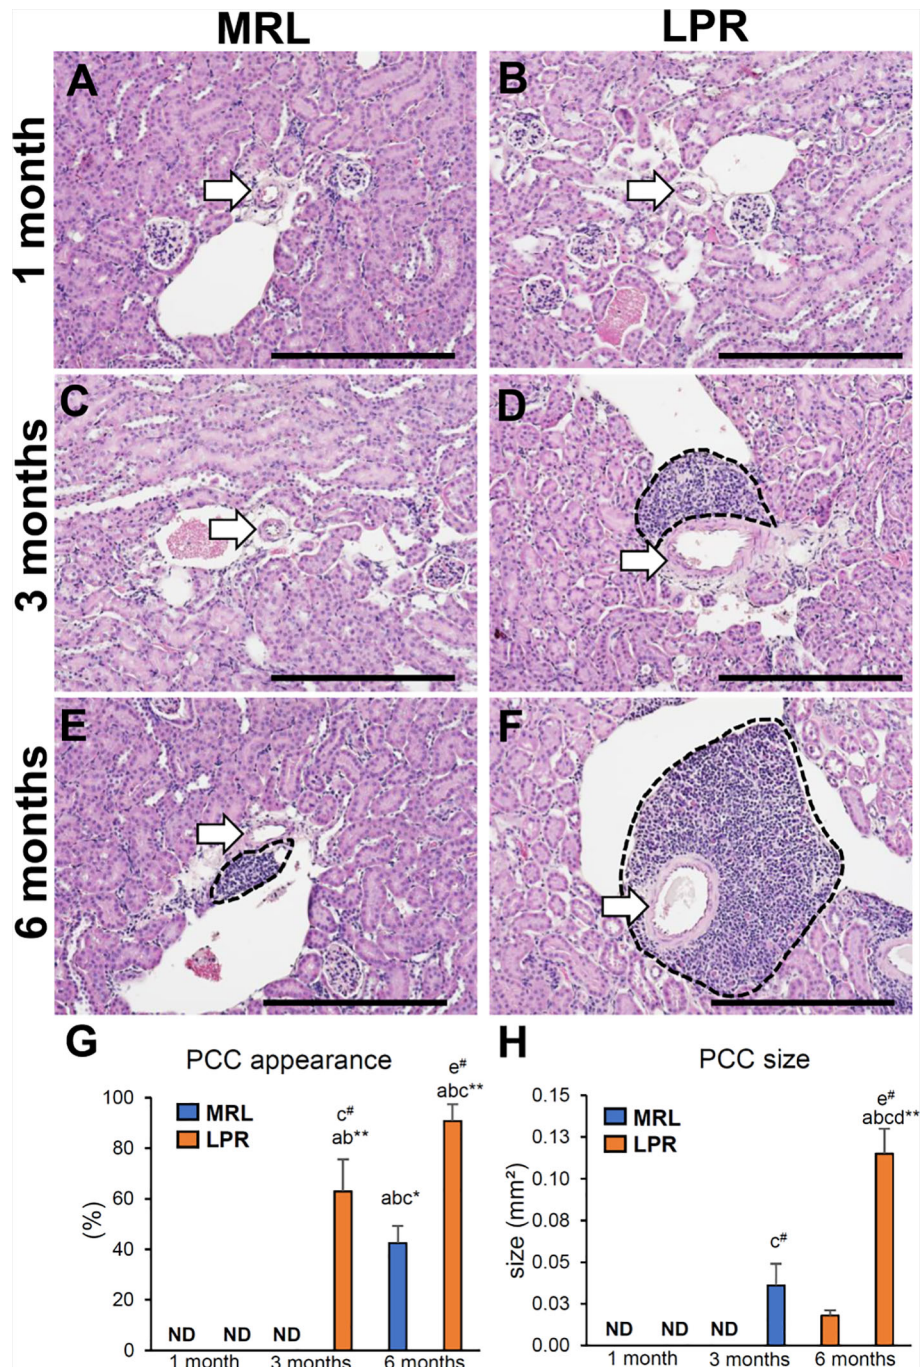 MRL LPR
1 month
A
B
3 months
C
D
6 months
E
F
G
PCC appearance
100
80
60
40
20
0
(%)
MRL
LPR
c#
ab**
abc*
e#
abc**
ND ND ND
1 month 3 months 6 months
H
PCC size
0.15
0.13
0.10
0.08
0.05
0.03
0.00
size (mm²)
MRL
LPR
c#
e#
abcd**
ND ND ND
1 month 3 months 6 months